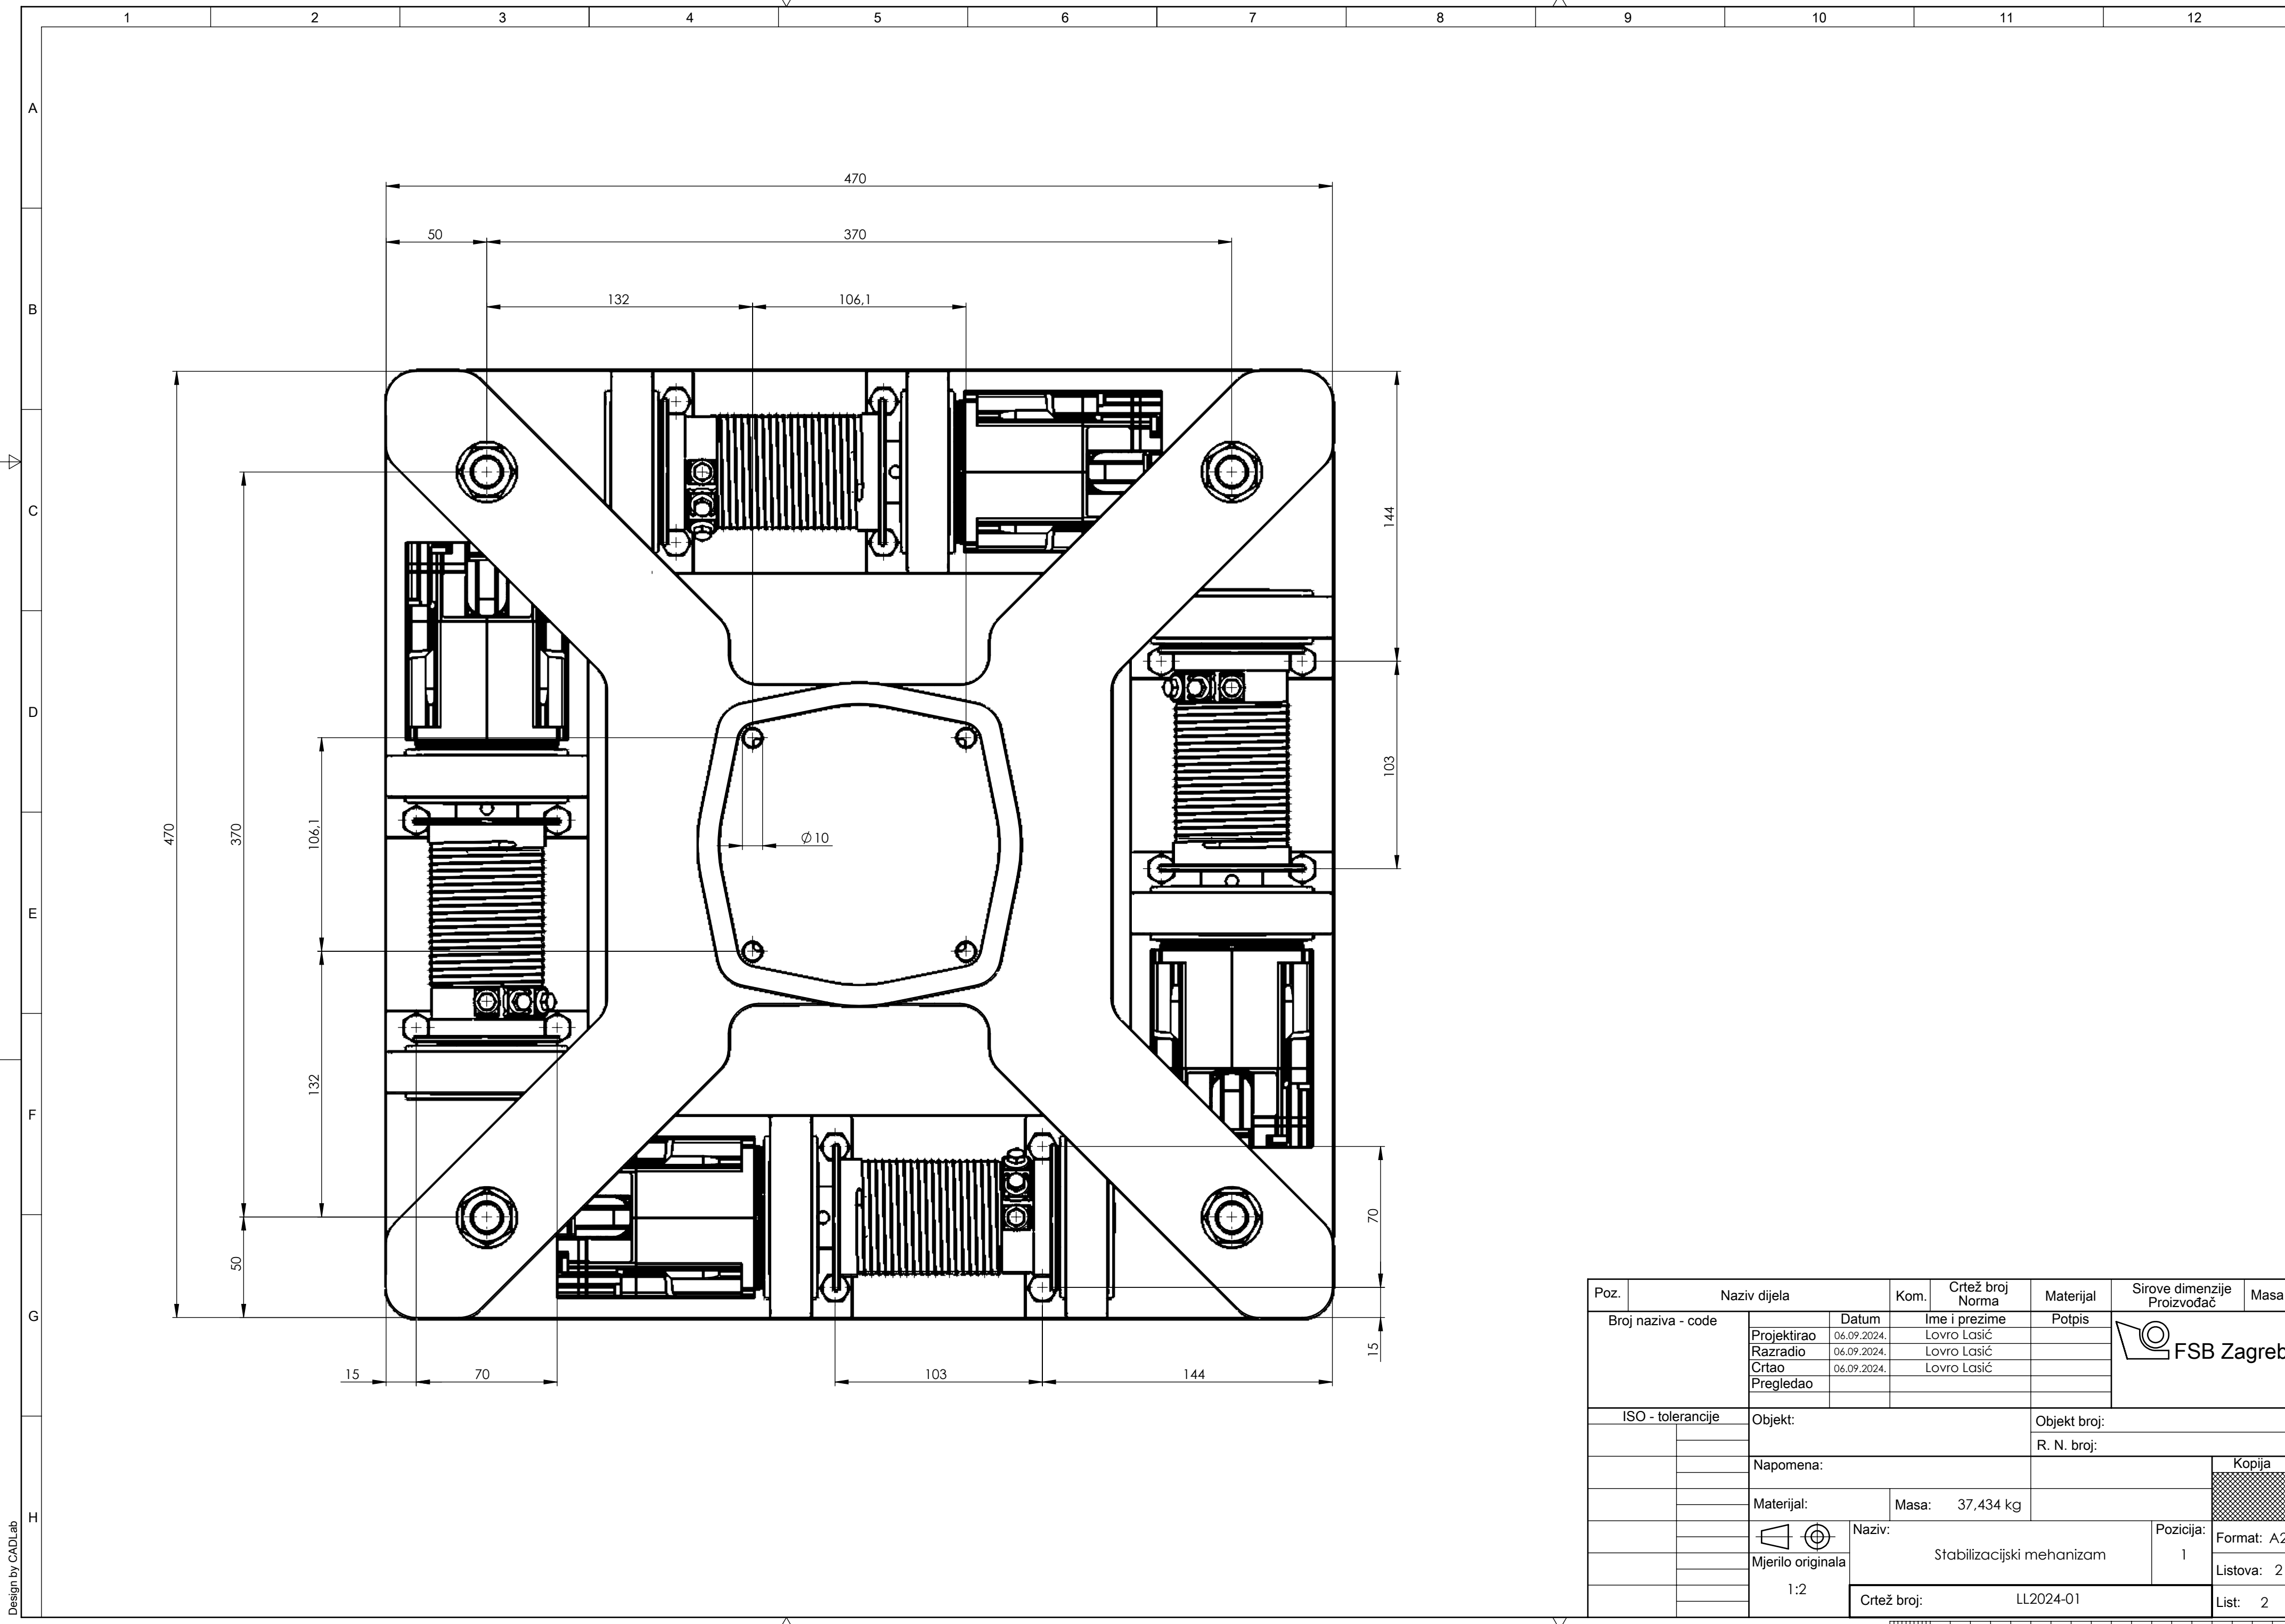 1 2 3 4 5 6 7 8 9 10 11 12
A
B
C
D
E
F
G
H
470
50 370
132 106,1
144
103
470
370
106,1
Ø10
132
50
70
15
15 70 103 144
Poz. Naziv dijela Kom. Crtež broj Norma Materijal Sirove dimenzije Proizvođač Masa
Broj naziva - code Datum Ime i prezime Potpis
Projektirao 06.09.2024. Lovro Lasić
Razradio 06.09.2024. Lovro Lasić
Crtao 06.09.2024. Lovro Lasić
Pregledao
FSB Zagreb
ISO - tolerancije
Objekt: Objekt broj:
R. N. broj:
Napomena: Kopija
Materijal: Masa: 37,434 kg
Naziv: Pozicija:
Stabilizacijski mehanizam 1
Format: A2
Mjerilo originala
1:2
Listova: 2
Crtež broj: LL2024-01
List: 2
Design by CADLab